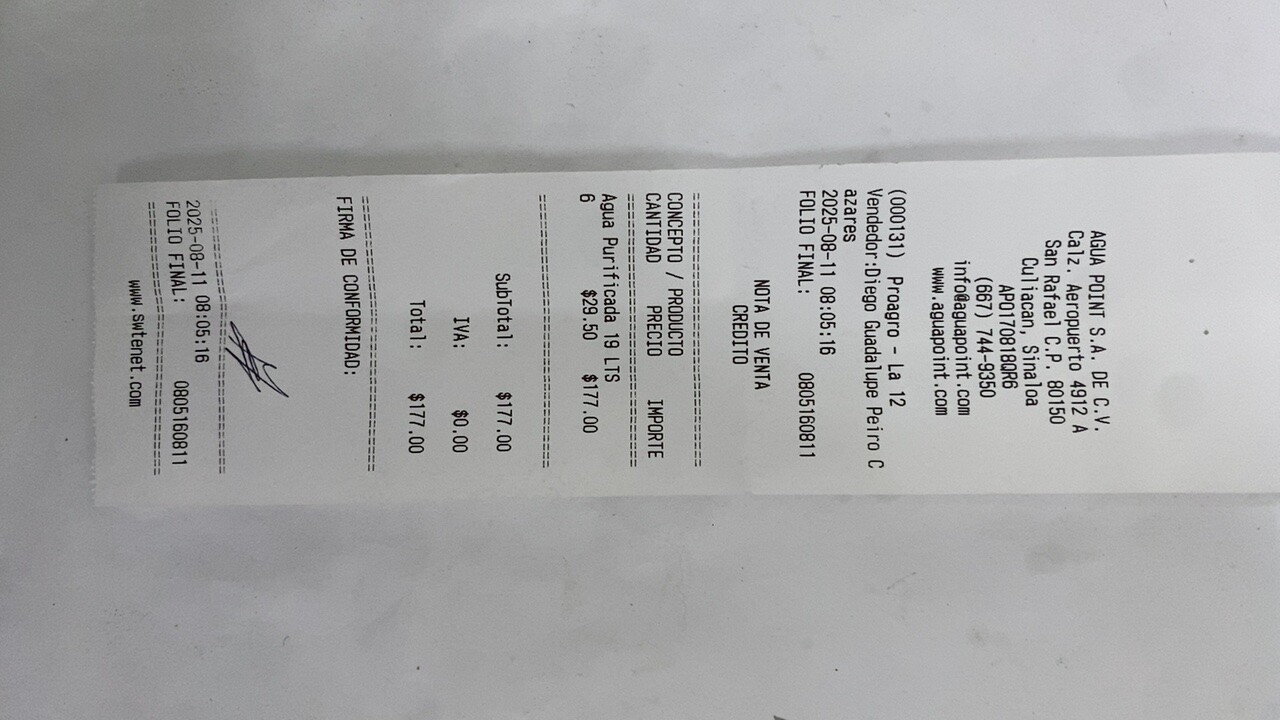 AGUA POINT S.A. DE C.V.
Calz. Aeropuerto 4912 A
San Rafael C.P. 80150
Culiacan, Sinaloa
APO170818QR6
(667) 744-9350
info@aguapoint.com
www.aguapoint.com
(000131) Proagro - La 12
Vendedor:Diego Guadalupe Peiro C
azares
2025-08-11 08:05:16
FOLIO FINAL: 0805160811
NOTA DE VENTA
CREDITO
================================
CONCEPTO / PRODUCTO
CANTIDAD PRECIO IMPORTE
================================
Agua Purificada 19 LTS
6 $29.50 $177.00
================================
SubTotal: $177.00
IVA: $0.00
Total: $177.00
================================
FIRMA DE CONFORMIDAD:
================================
2025-08-11 08:05:16
FOLIO FINAL: 0805160811
================================
www.swtenet.com